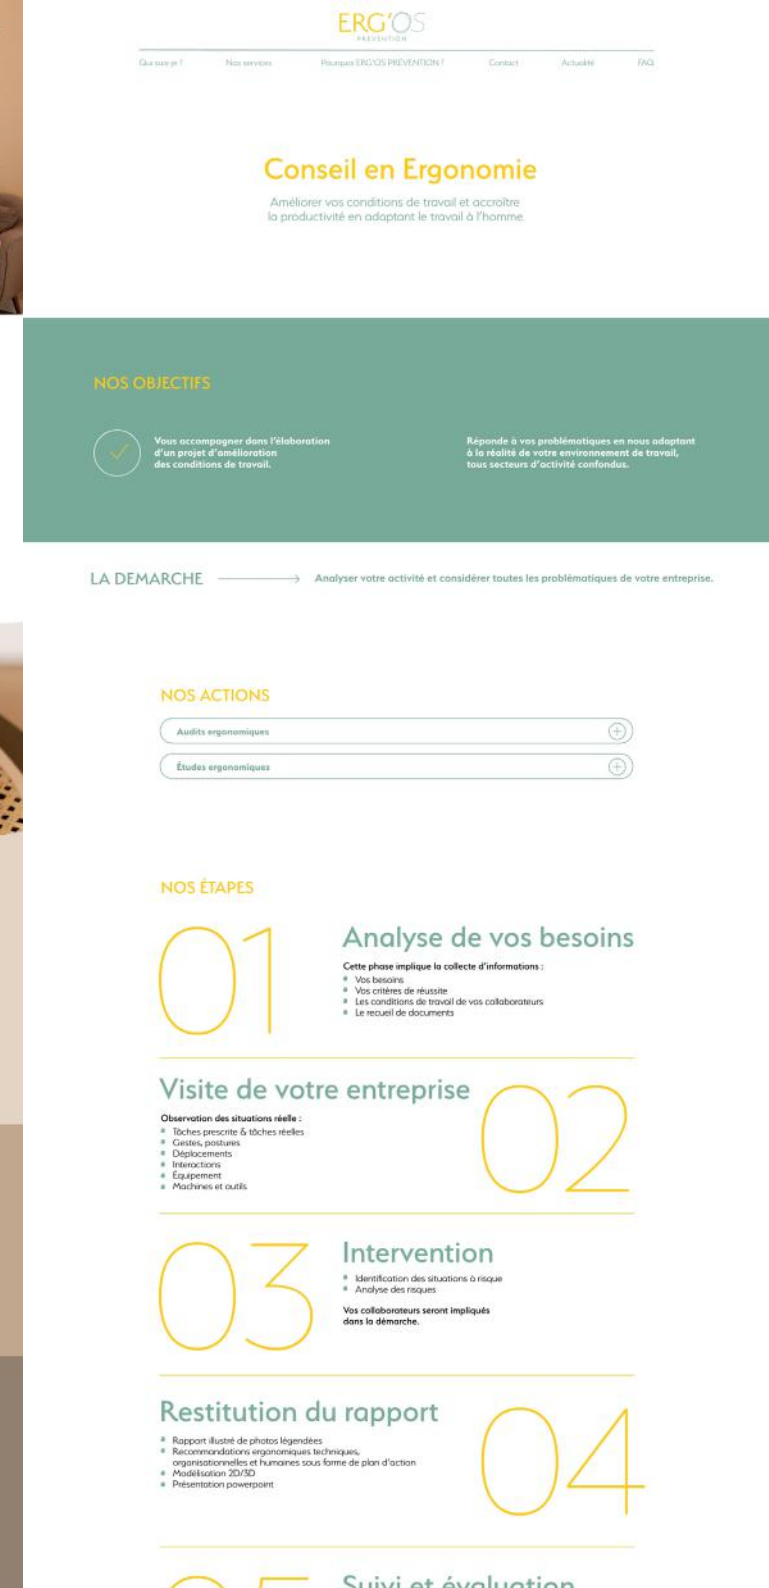 ERG'OS
PRÉVENTION
Qui suis-je ?
Nos services
Pourquoi ERG'OS PRÉVENTION ?
Contact
Actualité
FAQ
Conseil en Ergonomie
Améliorer vos conditions de travail et accroître
la productivité en adaptant le travail à l'homme.
NOS OBJECTIFS
Vous accompagner dans l'élaboration
d'un projet d'amélioration
des conditions de travail.
Réponde à vos problématiques en nous adaptant
à la réalité de votre environnement de travail,
tous secteurs d'activité confondus.
LA DEMARCHE
Analyser votre activité et considérer toutes les problématiques de votre entreprise.
NOS ACTIONS
Audits ergonomiques
Études ergonomiques
NOS ÉTAPES
01
Analyse de vos besoins
Cette phase implique la collecte d'informations :
Vos besoins
Vos critères de réussite
Les conditions de travail de vos collaborateurs
Le recueil de documents
02
Visite de votre entreprise
Observation des situations réelle :
Tâches prescrite & tâches réelles
Gestes, postures
Déplacements
Interactions
Équipement
Machines et outils
03
Intervention
Identification des situations à risque
Analyse des risques
Vos collaborateurs seront impliqués
dans la démarche.
04
Restitution du rapport
Rapport illustré de photos légendées
Recommandations ergonomiques techniques,
organisationnelles et humaines sous forme de plan d'action
Modélisation 2D/3D
Présentation powerpoint
05
Suivi et évaluation